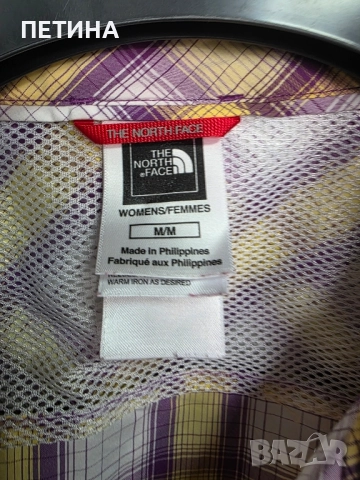 ПЕТИНА
THE NORTH FACE
THE
NORTH
FACE
WOMENS/FEMMES
M/M
Made in Philippines
Fabriqué aux Philippines
WARM IRON AS DESIRED.
BAZAR